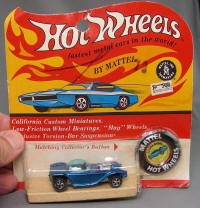 Hot Wheels
fastest metal cars in the world!
BY MATTEL
California Custom Miniatures
Low-Friction Wheel Bearings, "Mag" Wheels,
Exclusive Torsion-Bar Suspension
Matching Collector's Button
MATTEL
HOT WHEELS